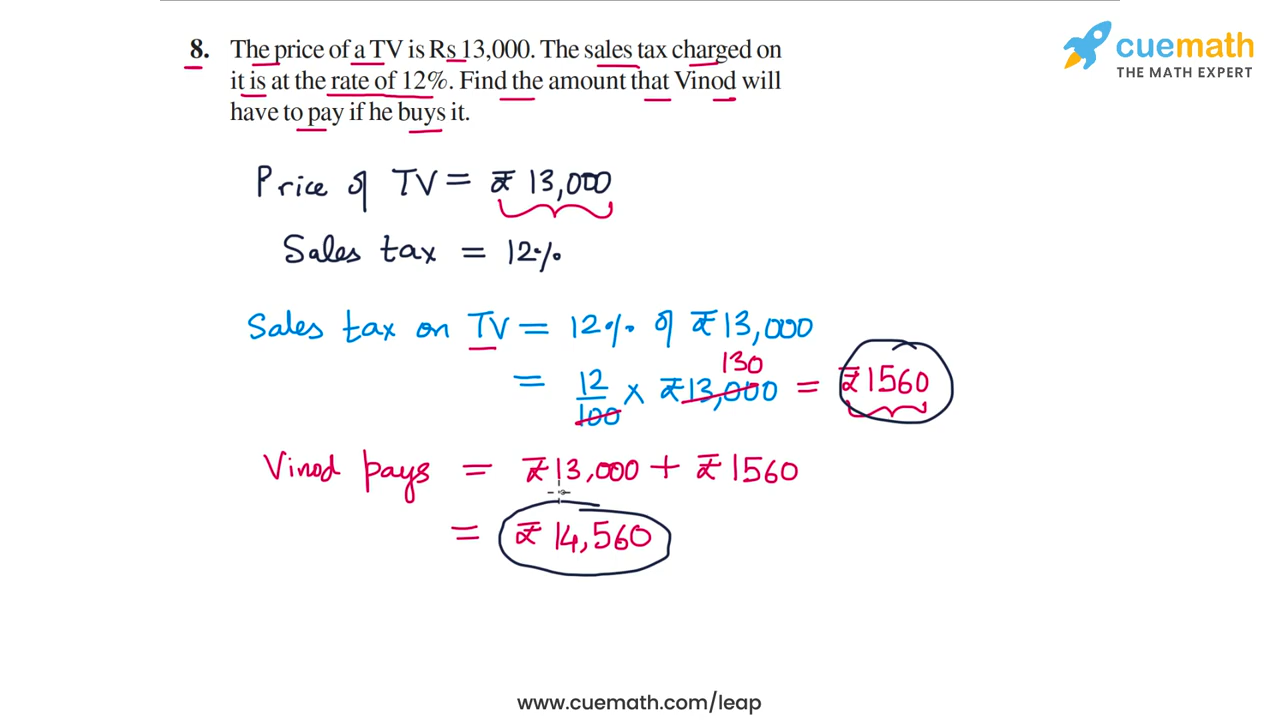 8. The price of a TV is Rs 13,000. The sales tax charged on
it is at the rate of 12%. Find the amount that Vinod will
have to pay if he buys it.
cuemath
THE MATH EXPERT
Price of TV = ₹ 13,000
Sales tax = 12%
Sales tax on TV = 12% of ₹ 13,000
130
= 12/100 × ₹ 13,000 = ₹ 1560
Vinod pays = ₹ 13,000 + ₹ 1560
= ₹ 14,560
www.cuemath.com/leap